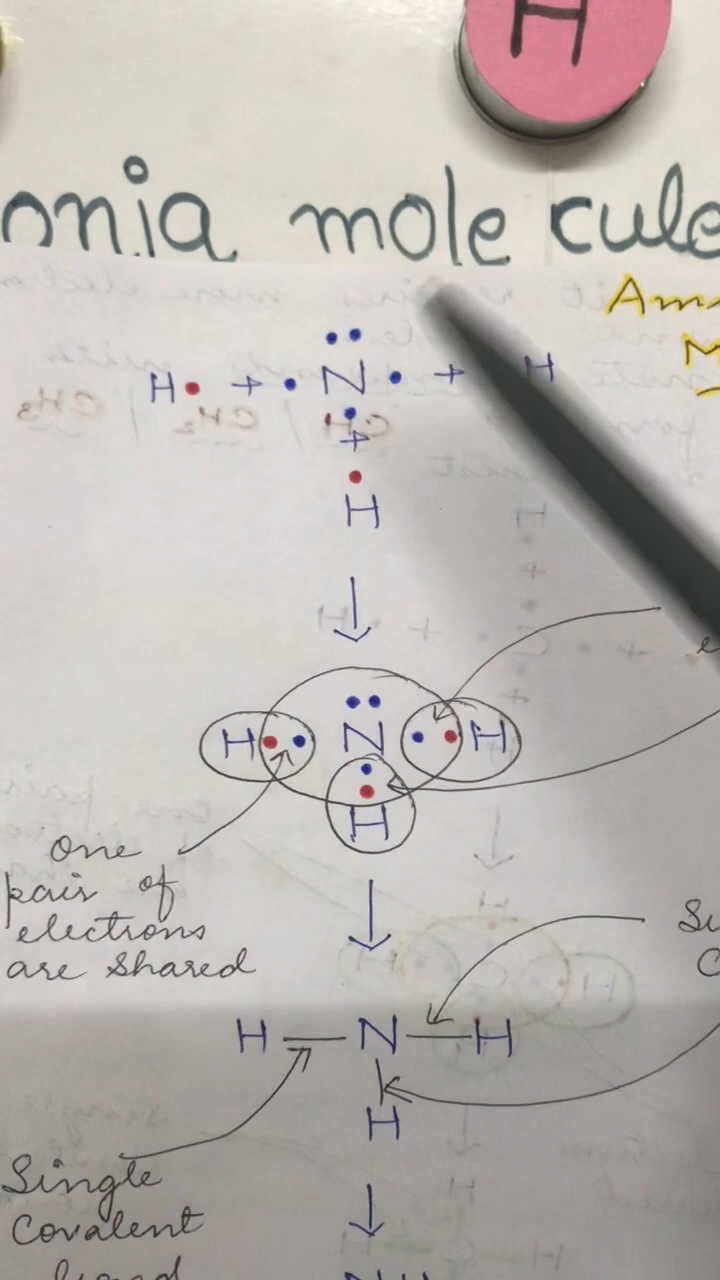 H
onia molecule
Am
M
H • + • N • + H
+
H
H N H
H
one
pair of
electrons
are shared
H — N — H
H
Single
covalent